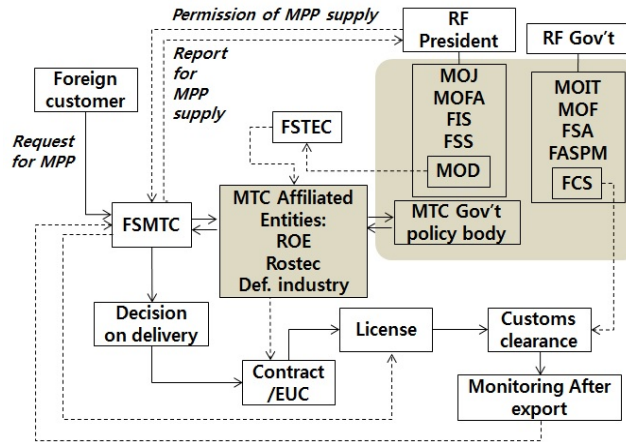 Permission of MPP supply
Report
for
MPP
supply
RF
President
RF Gov't
Foreign
customer
Request
for MPP
FSTEC
MOJ
MOFA
FIS
FSS
MOD
MOIT
MOF
FSA
FASPM
FCS
FSMTC
MTC Affiliated
Entities:
ROE
Rostec
Def. industry
MTC Gov't
policy body
Decision
on delivery
License
Customs
clearance
Contract
/EUC
Monitoring After
export